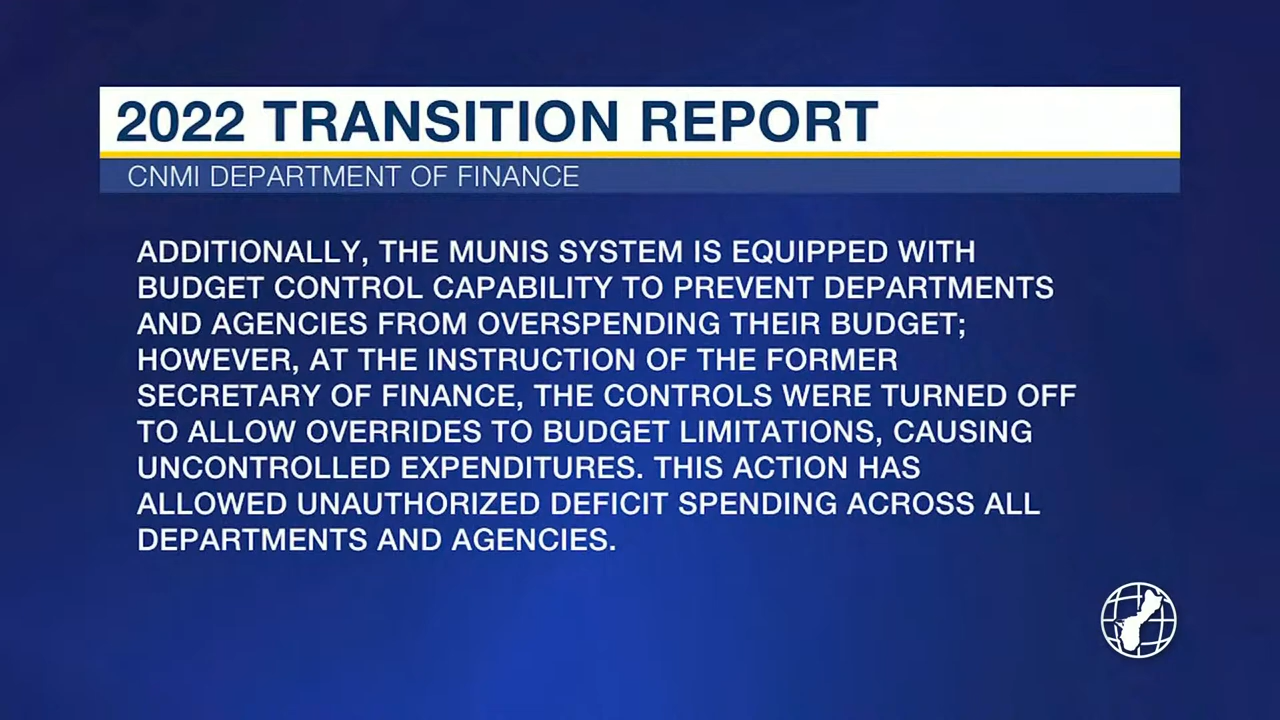 2022 TRANSITION REPORT
CNMI DEPARTMENT OF FINANCE
ADDITIONALLY, THE MUNIS SYSTEM IS EQUIPPED WITH
BUDGET CONTROL CAPABILITY TO PREVENT DEPARTMENTS
AND AGENCIES FROM OVERSPENDING THEIR BUDGET;
HOWEVER, AT THE INSTRUCTION OF THE FORMER
SECRETARY OF FINANCE, THE CONTROLS WERE TURNED OFF
TO ALLOW OVERRIDES TO BUDGET LIMITATIONS, CAUSING
UNCONTROLLED EXPENDITURES. THIS ACTION HAS
ALLOWED UNAUTHORIZED DEFICIT SPENDING ACROSS ALL
DEPARTMENTS AND AGENCIES.